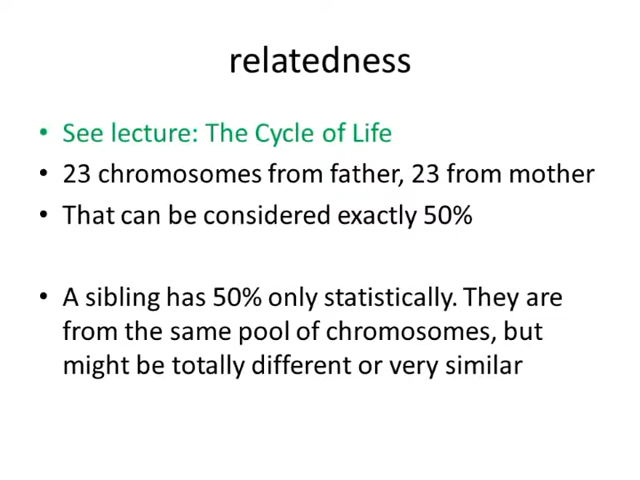 relatedness
• See lecture: The Cycle of Life
• 23 chromosomes from father, 23 from mother
• That can be considered exactly 50%
• A sibling has 50% only statistically. They are
from the same pool of chromosomes, but
might be totally different or very similar